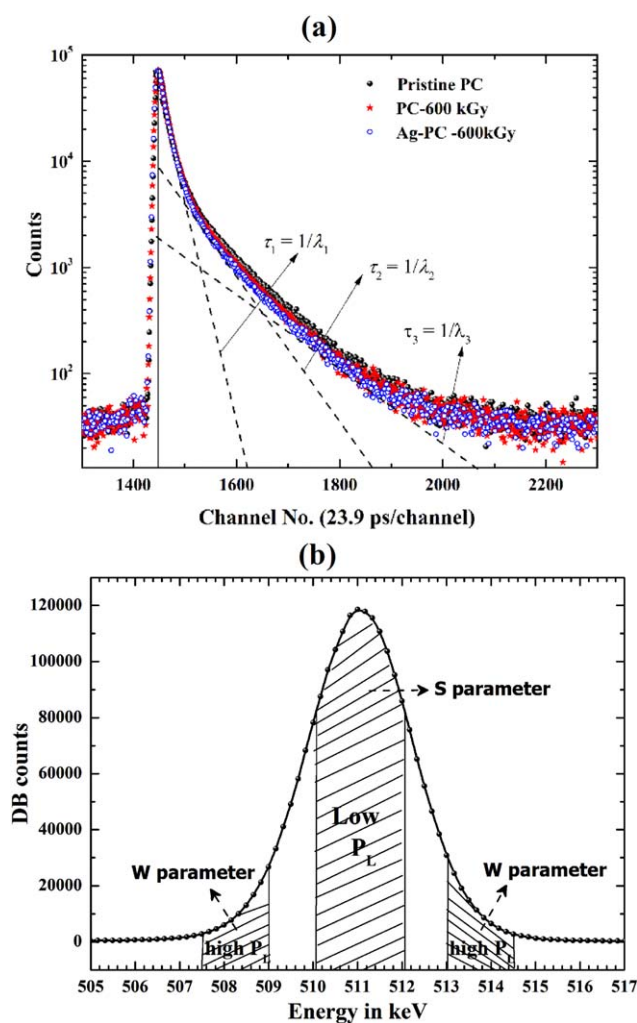 (a)
10^5
10^4
10^3
10^2
Counts
Pristine PC
PC-600 kGy
Ag-PC -600kGy
τ₁ = 1/λ₁
τ₂ = 1/λ₂
τ₃ = 1/λ₃
1400 1600 1800 2000 2200
Channel No. (23.9 ps/channel)
(b)
120000
100000
80000
60000
40000
20000
0
DB counts
S parameter
Low
P_L
W parameter
W parameter
high P_L
high P
505 506 507 508 509 510 511 512 513 514 515 516 517
Energy in keV